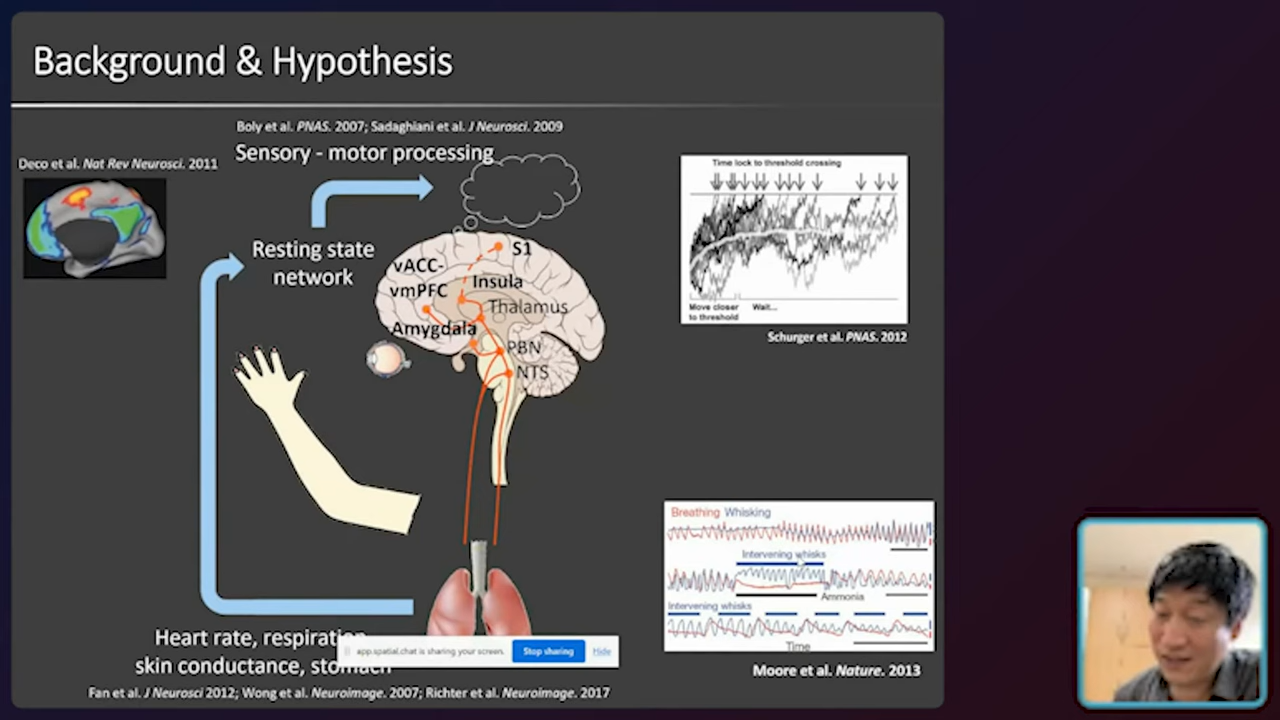 Background & Hypothesis
Boly et al. PNAS. 2007; Sadaghiani et al. J Neurosci. 2009
Sensory - motor processing
Deco et al. Nat Rev Neurosci. 2011
Resting state
network
S1
vACC-
vmPFC
Insula
Thalamus
Amygdala
PBN
NTS
Time lock to threshold crossing
Move closer
to threshold
Wait...
Schurger et al. PNAS. 2012
Breathing Whisking
Intervening whisks
Ammonia
Intervening whisks
Time
Moore et al. Nature. 2013
Heart rate, respiration
skin conductance, stomach
app.spatial.chat is sharing your screen.
Stop sharing
Hide
Fan et al. J Neurosci 2012; Wong et al. Neuroimage. 2007; Richter et al. Neuroimage. 2017